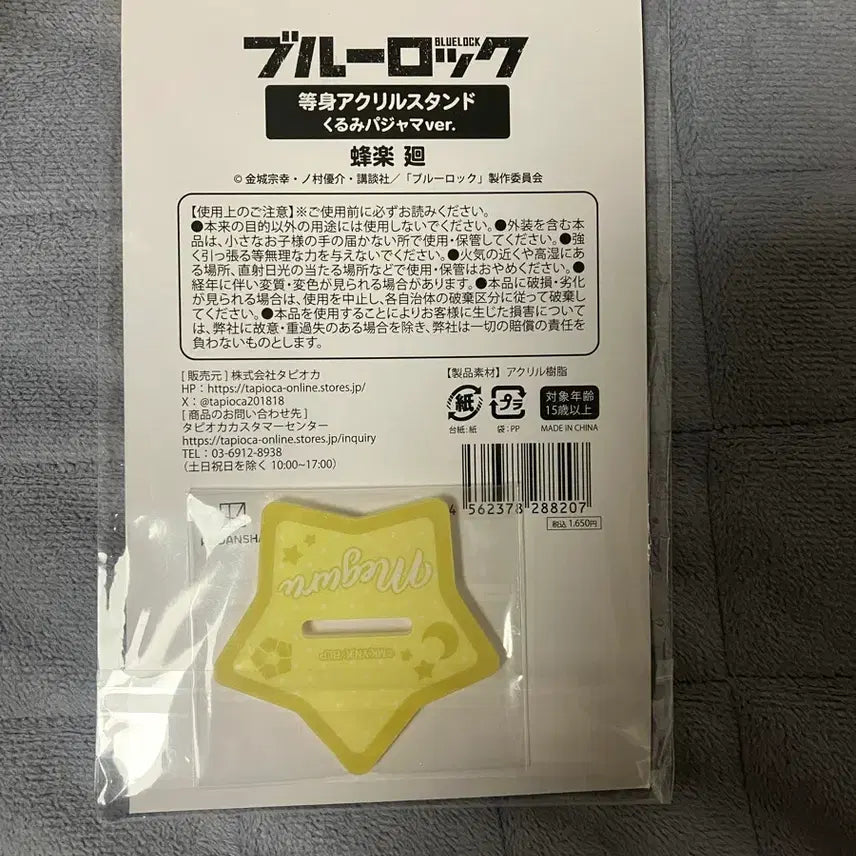 ブルーロック
BLUELOCK
等身アクリルスタンド
くるみパジャマver.
蜂楽 廻
© 金城宗幸・ノ村優介・講談社／「ブルーロック」製作委員会
【使用上のご注意】※ご使用前に必ずお読みください。
●本来の目的以外の用途には使用しないでください。●外装を含む本
品は、小さなお子様の手の届かない所で使用・保管してください。●強
く引っ張る等無理な力を与えないでください。●火気の近くや高湿にあ
る場所、直射日光の当たる場所などで使用・保管はおやめください。●
経年に伴い変質・変色が見られる場合があります。●本品に破損・劣化
が見られる場合は、使用を中止し、各自治体の破棄区分に従って破棄し
てください。●本品を使用することによりお客様に生じた損害について
は、弊社に故意・重過失のある場合を除き、弊社は一切の賠償の責任を
負わないものとします。
[ 販売元 ] 株式会社タピオカ
HP：https://tapioca-online.stores.jp/
X：@tapioca201818
[ 商品のお問い合わせ先 ]
タピオカカスタマーセンター
https://tapioca-online.stores.jp/inquiry
TEL：03-6912-8938
（土日祝日を除く 10:00~17:00）
【製品素材】アクリル樹脂
紙
プラ
対象年齢
15歳以上
台紙：紙
袋：PP
MADE IN CHINA
4 562378 288207
税込 1,650円
KODANSHA
Meguru